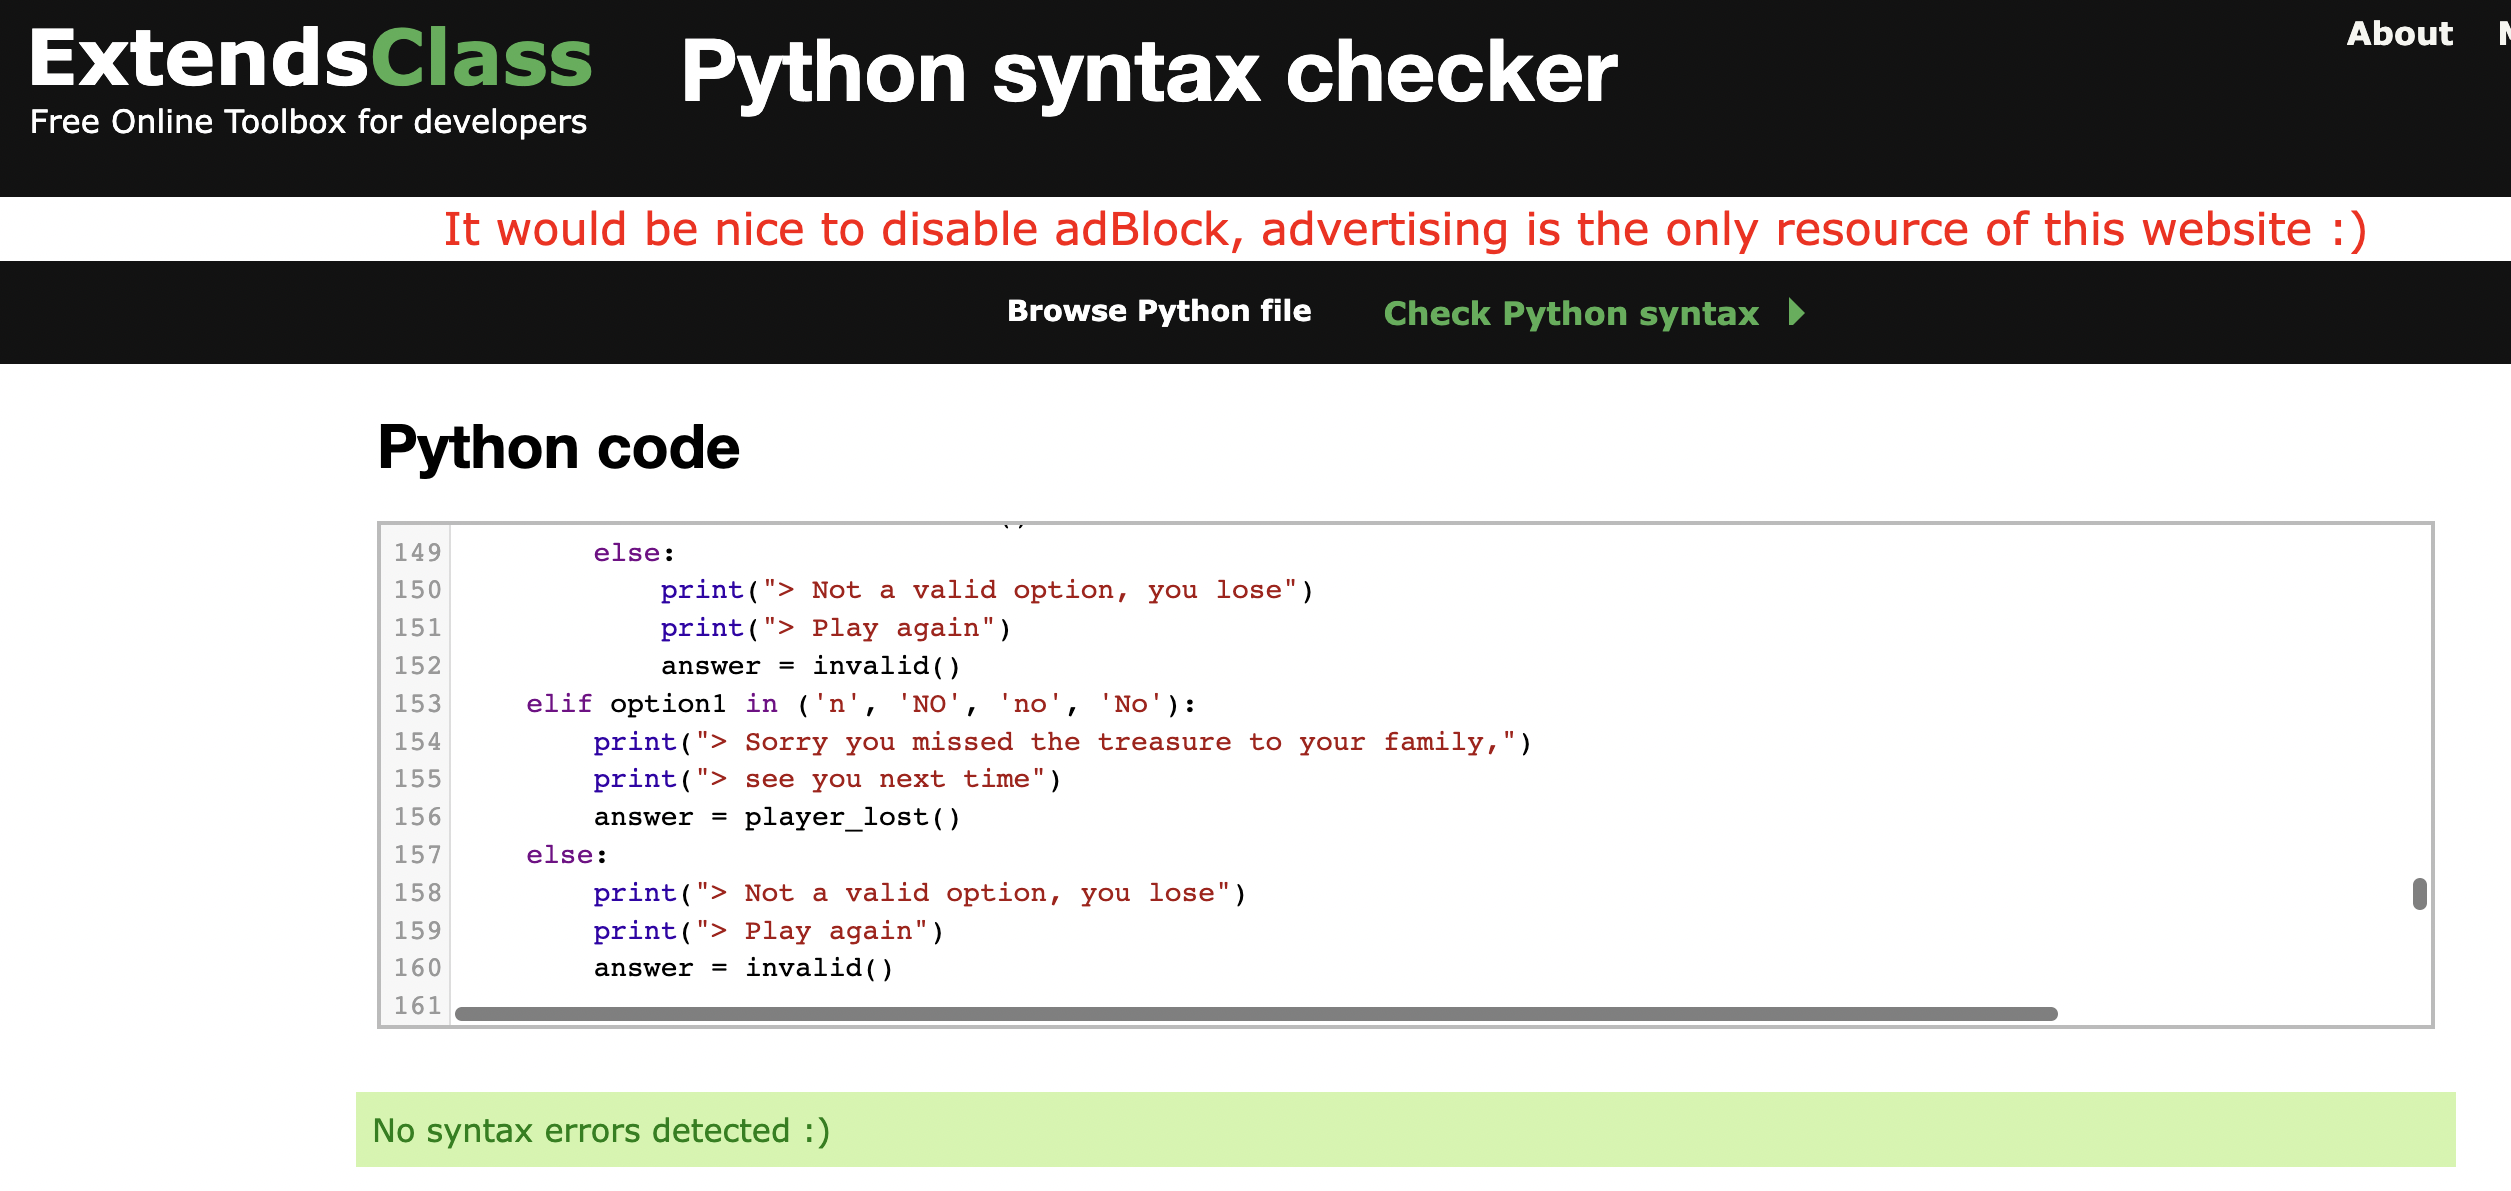 ExtendsClass
Free Online Toolbox for developers
Python syntax checker
About
It would be nice to disable adBlock, advertising is the only resource of this website :)
Browse Python file
Check Python syntax
Python code
149 else:
150 print("> Not a valid option, you lose")
151 print("> Play again")
152 answer = invalid()
153 elif option1 in ('n', 'NO', 'no', 'No'):
154 print("> Sorry you missed the treasure to your family,")
155 print("> see you next time")
156 answer = player_lost()
157 else:
158 print("> Not a valid option, you lose")
159 print("> Play again")
160 answer = invalid()
161
No syntax errors detected :)